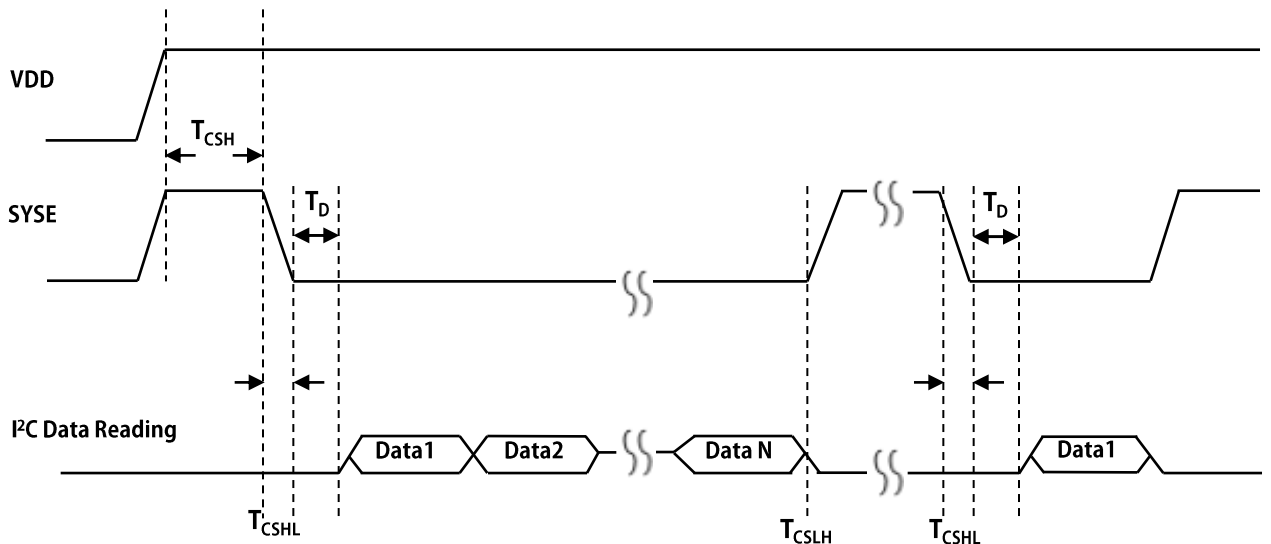 VDD
TCSH
SYSE
TD
TD
I²C Data Reading
Data1
Data2
Data N
Data1
TCSHL
TCSLH
TCSHL